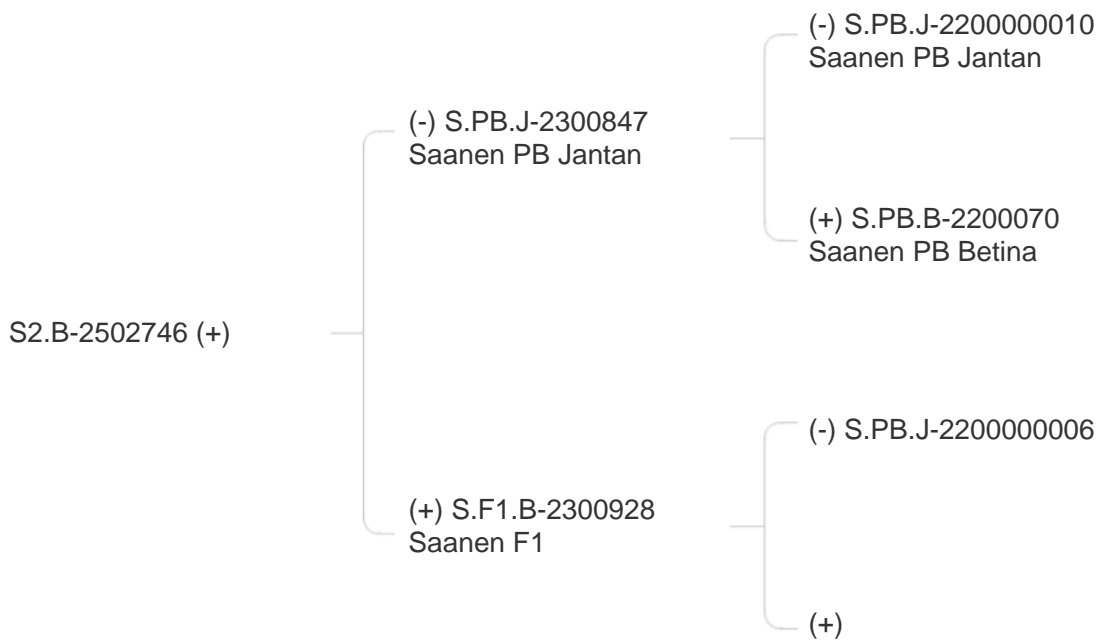 (-) S.PB.J-2200000010
Saanen PB Jantan
(-) S.PB.J-2300847
Saanen PB Jantan
(+) S.PB.B-2200070
Saanen PB Betina
S2.B-2502746 (+)
(-) S.PB.J-2200000006
(+) S.F1.B-2300928
Saanen F1
(+)